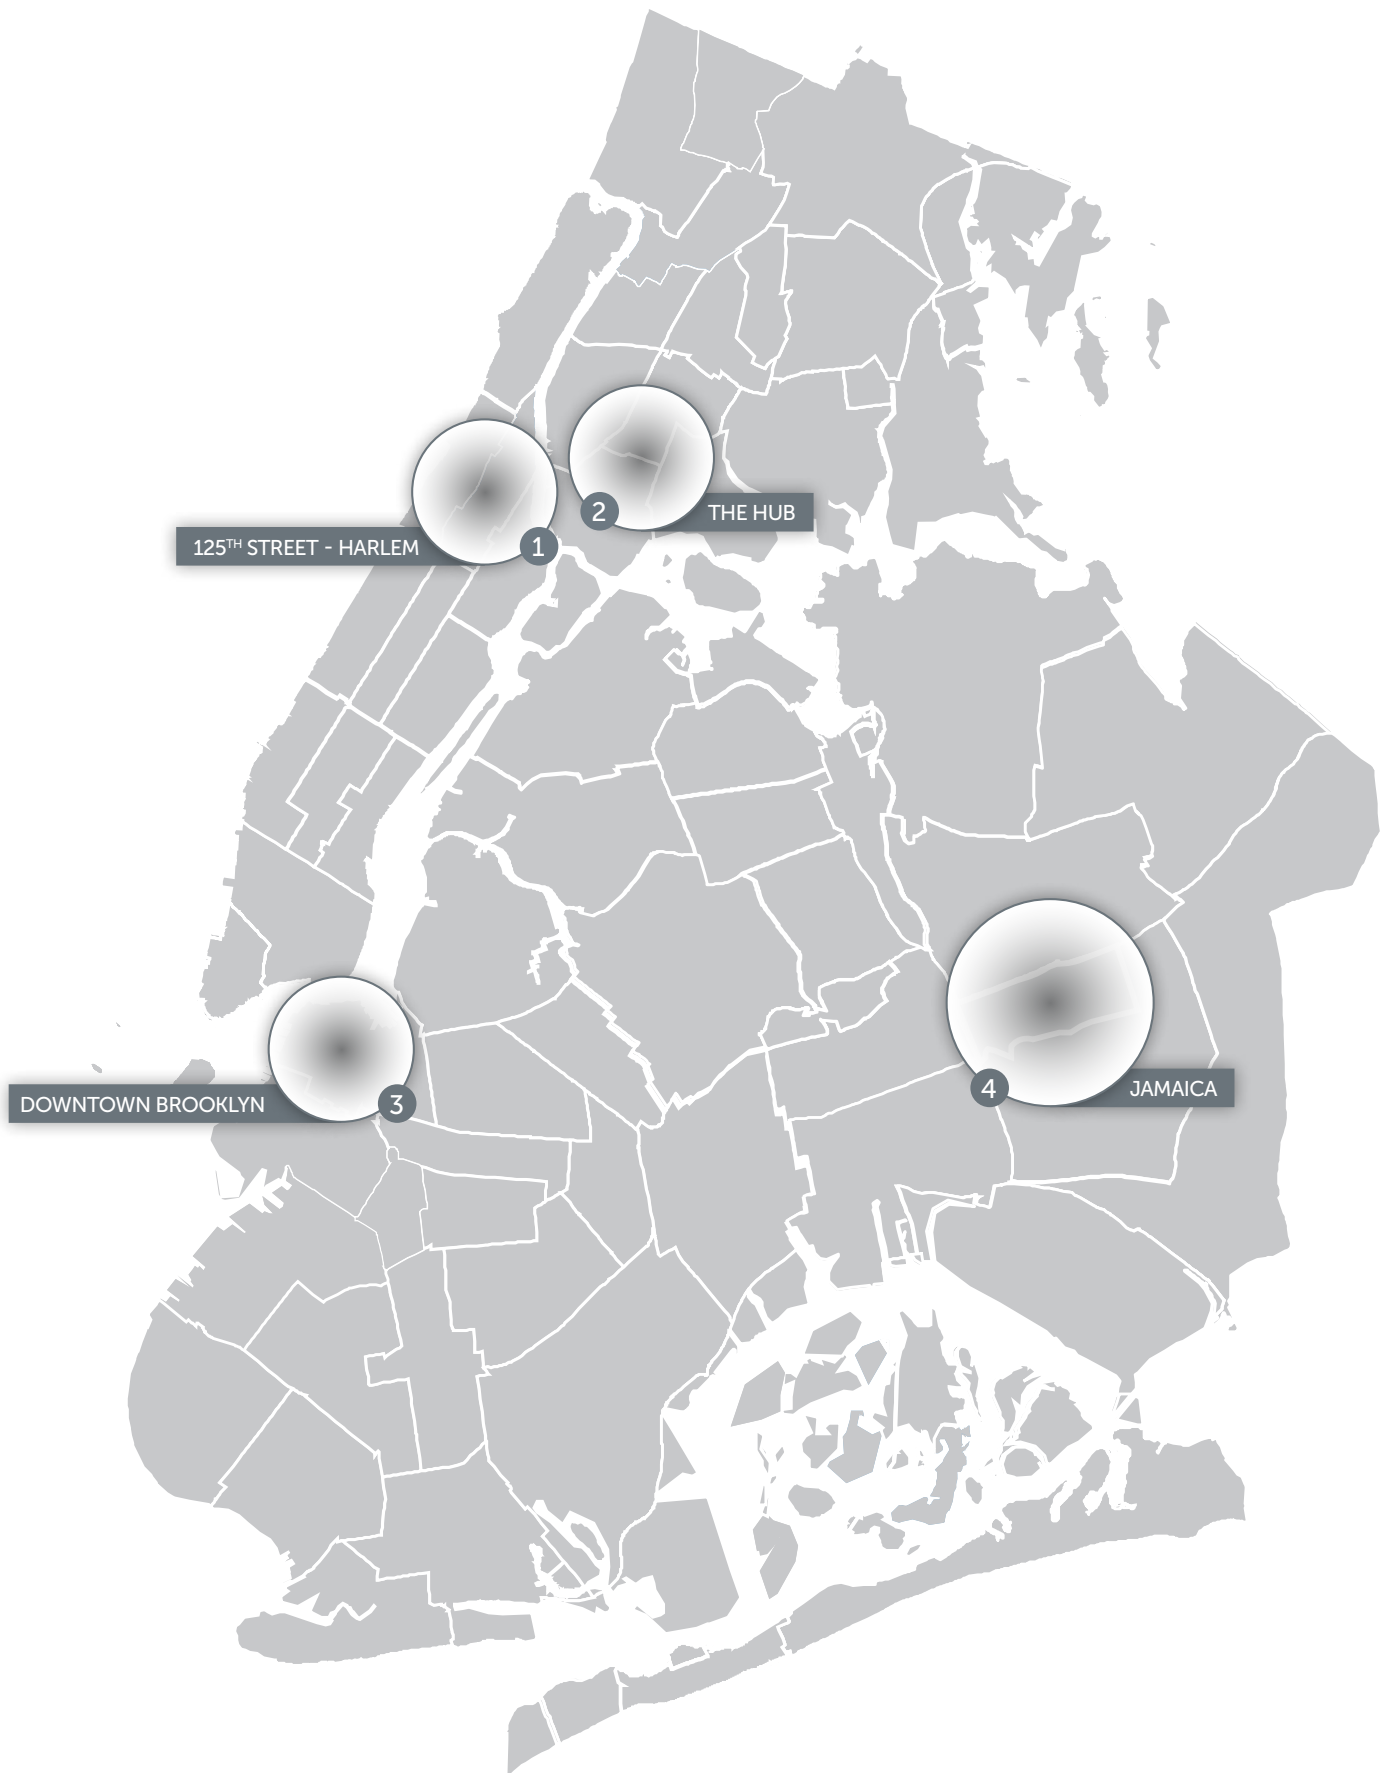 2
THE HUB
125TH STREET - HARLEM
1
4
JAMAICA
DOWNTOWN BROOKLYN
3